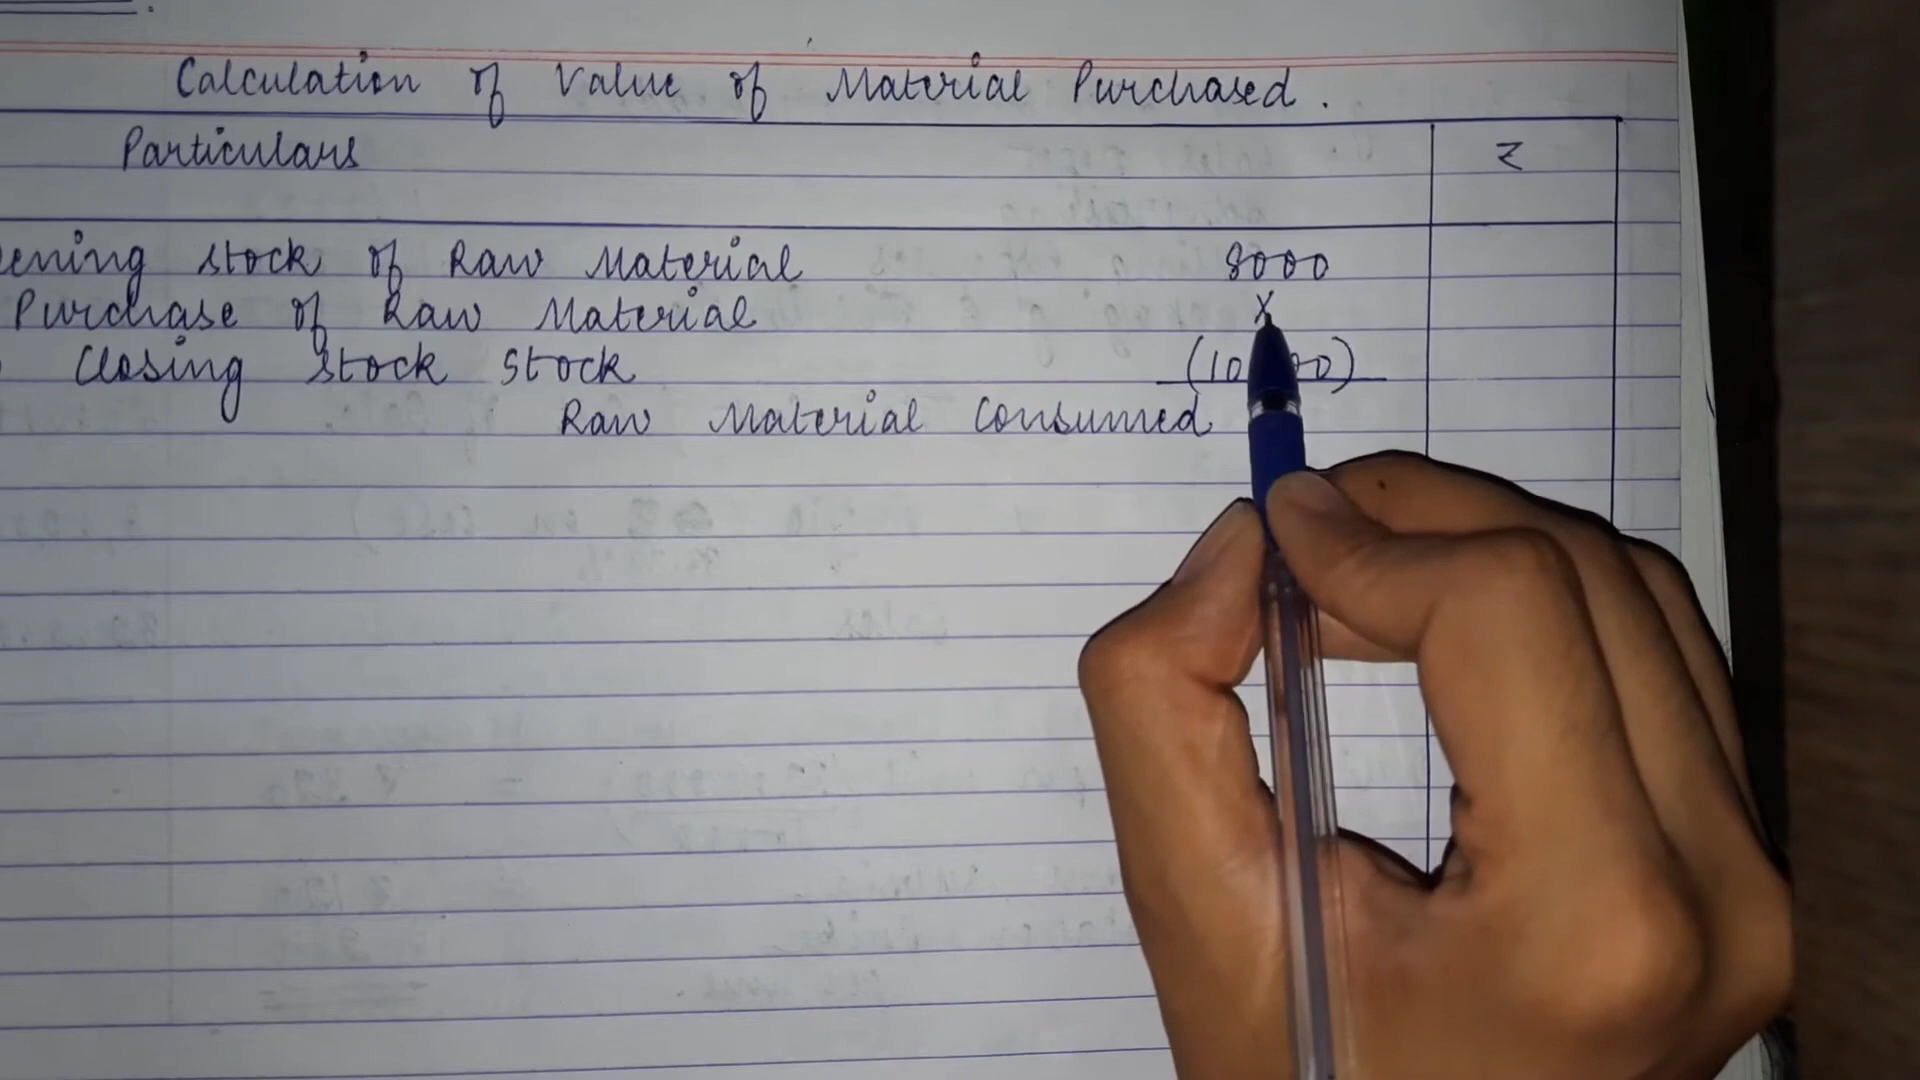 Calculation of Value of Material Purchased.
Particulars ₹
ening stock of Raw Material 8000
Purchase of Raw Material X
Closing stock stock
Raw Material Consumed